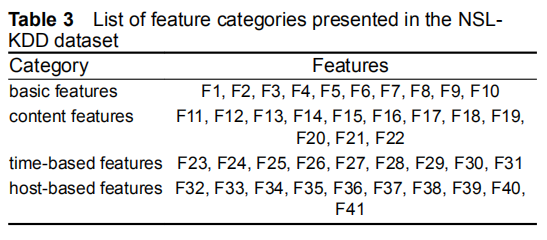 Table 3 List of feature categories presented in the NSL-
KDD dataset
Category Features
basic features F1, F2, F3, F4, F5, F6, F7, F8, F9, F10
content features F11, F12, F13, F14, F15, F16, F17, F18, F19,
F20, F21, F22
time-based features F23, F24, F25, F26, F27, F28, F29, F30, F31
host-based features F32, F33, F34, F35, F36, F37, F38, F39, F40,
F41